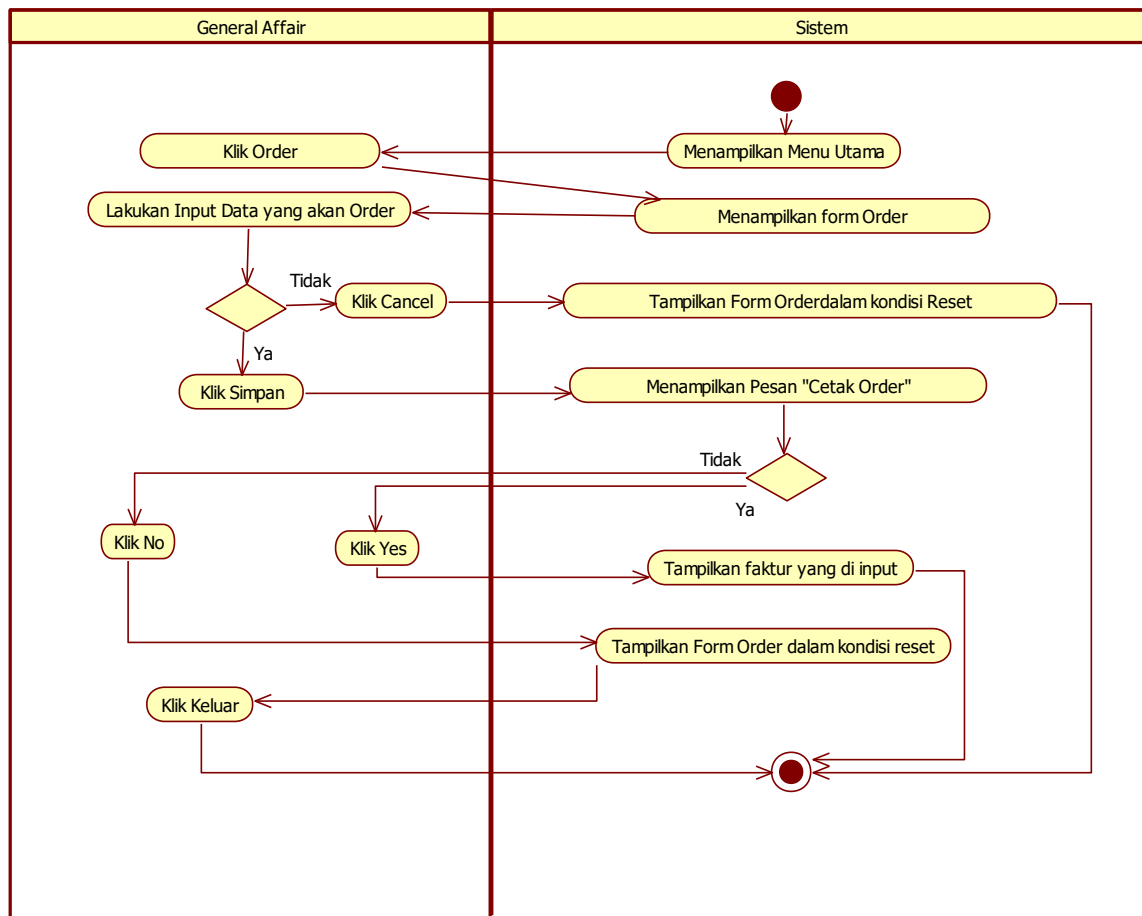 General Affair
Sistem
Klik Order
Menampilkan Menu Utama
Lakukan Input Data yang akan Order
Menampilkan form Order
Tidak
Klik Cancel
Tampilkan Form Orderdalam kondisi Reset
Ya
Klik Simpan
Menampilkan Pesan "Cetak Order"
Tidak
Ya
Klik No
Klik Yes
Tampilkan faktur yang di input
Tampilkan Form Order dalam kondisi reset
Klik Keluar